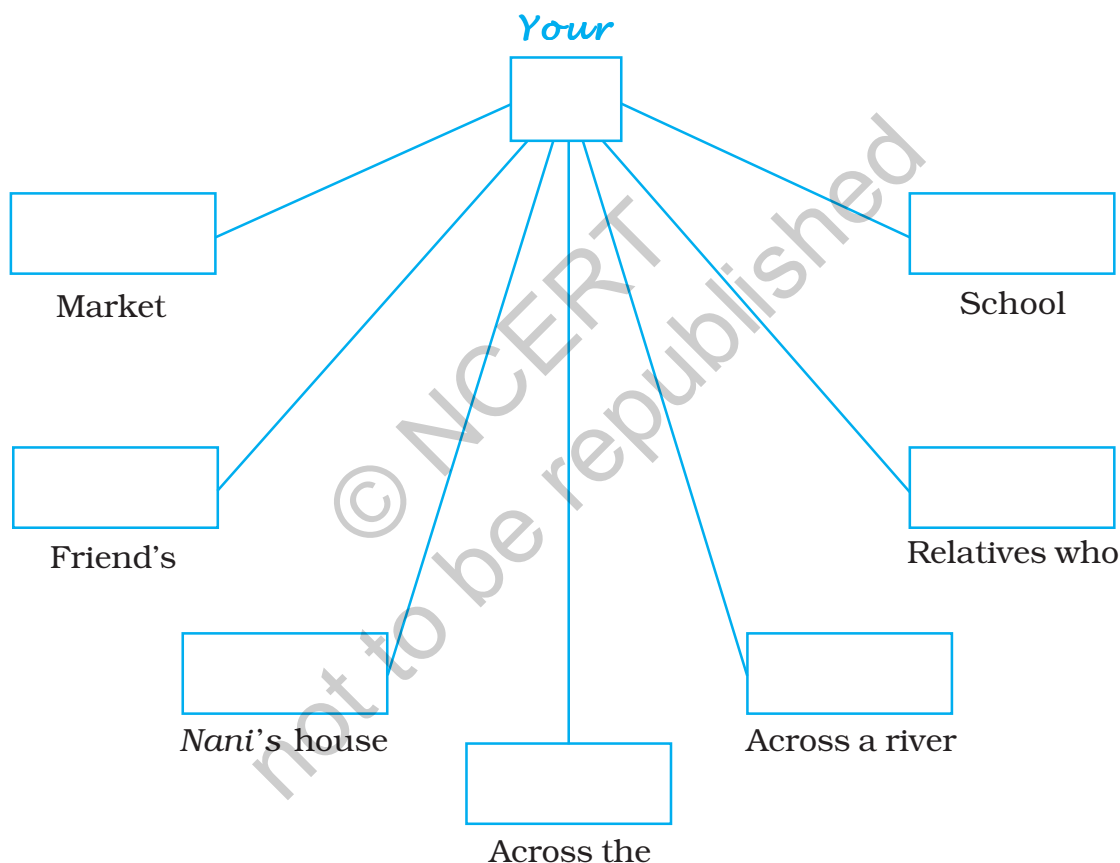 Your
Market
School
Friend's
Relatives who
Nani's house
Across a river
Across the
© NCERT
not to be republished